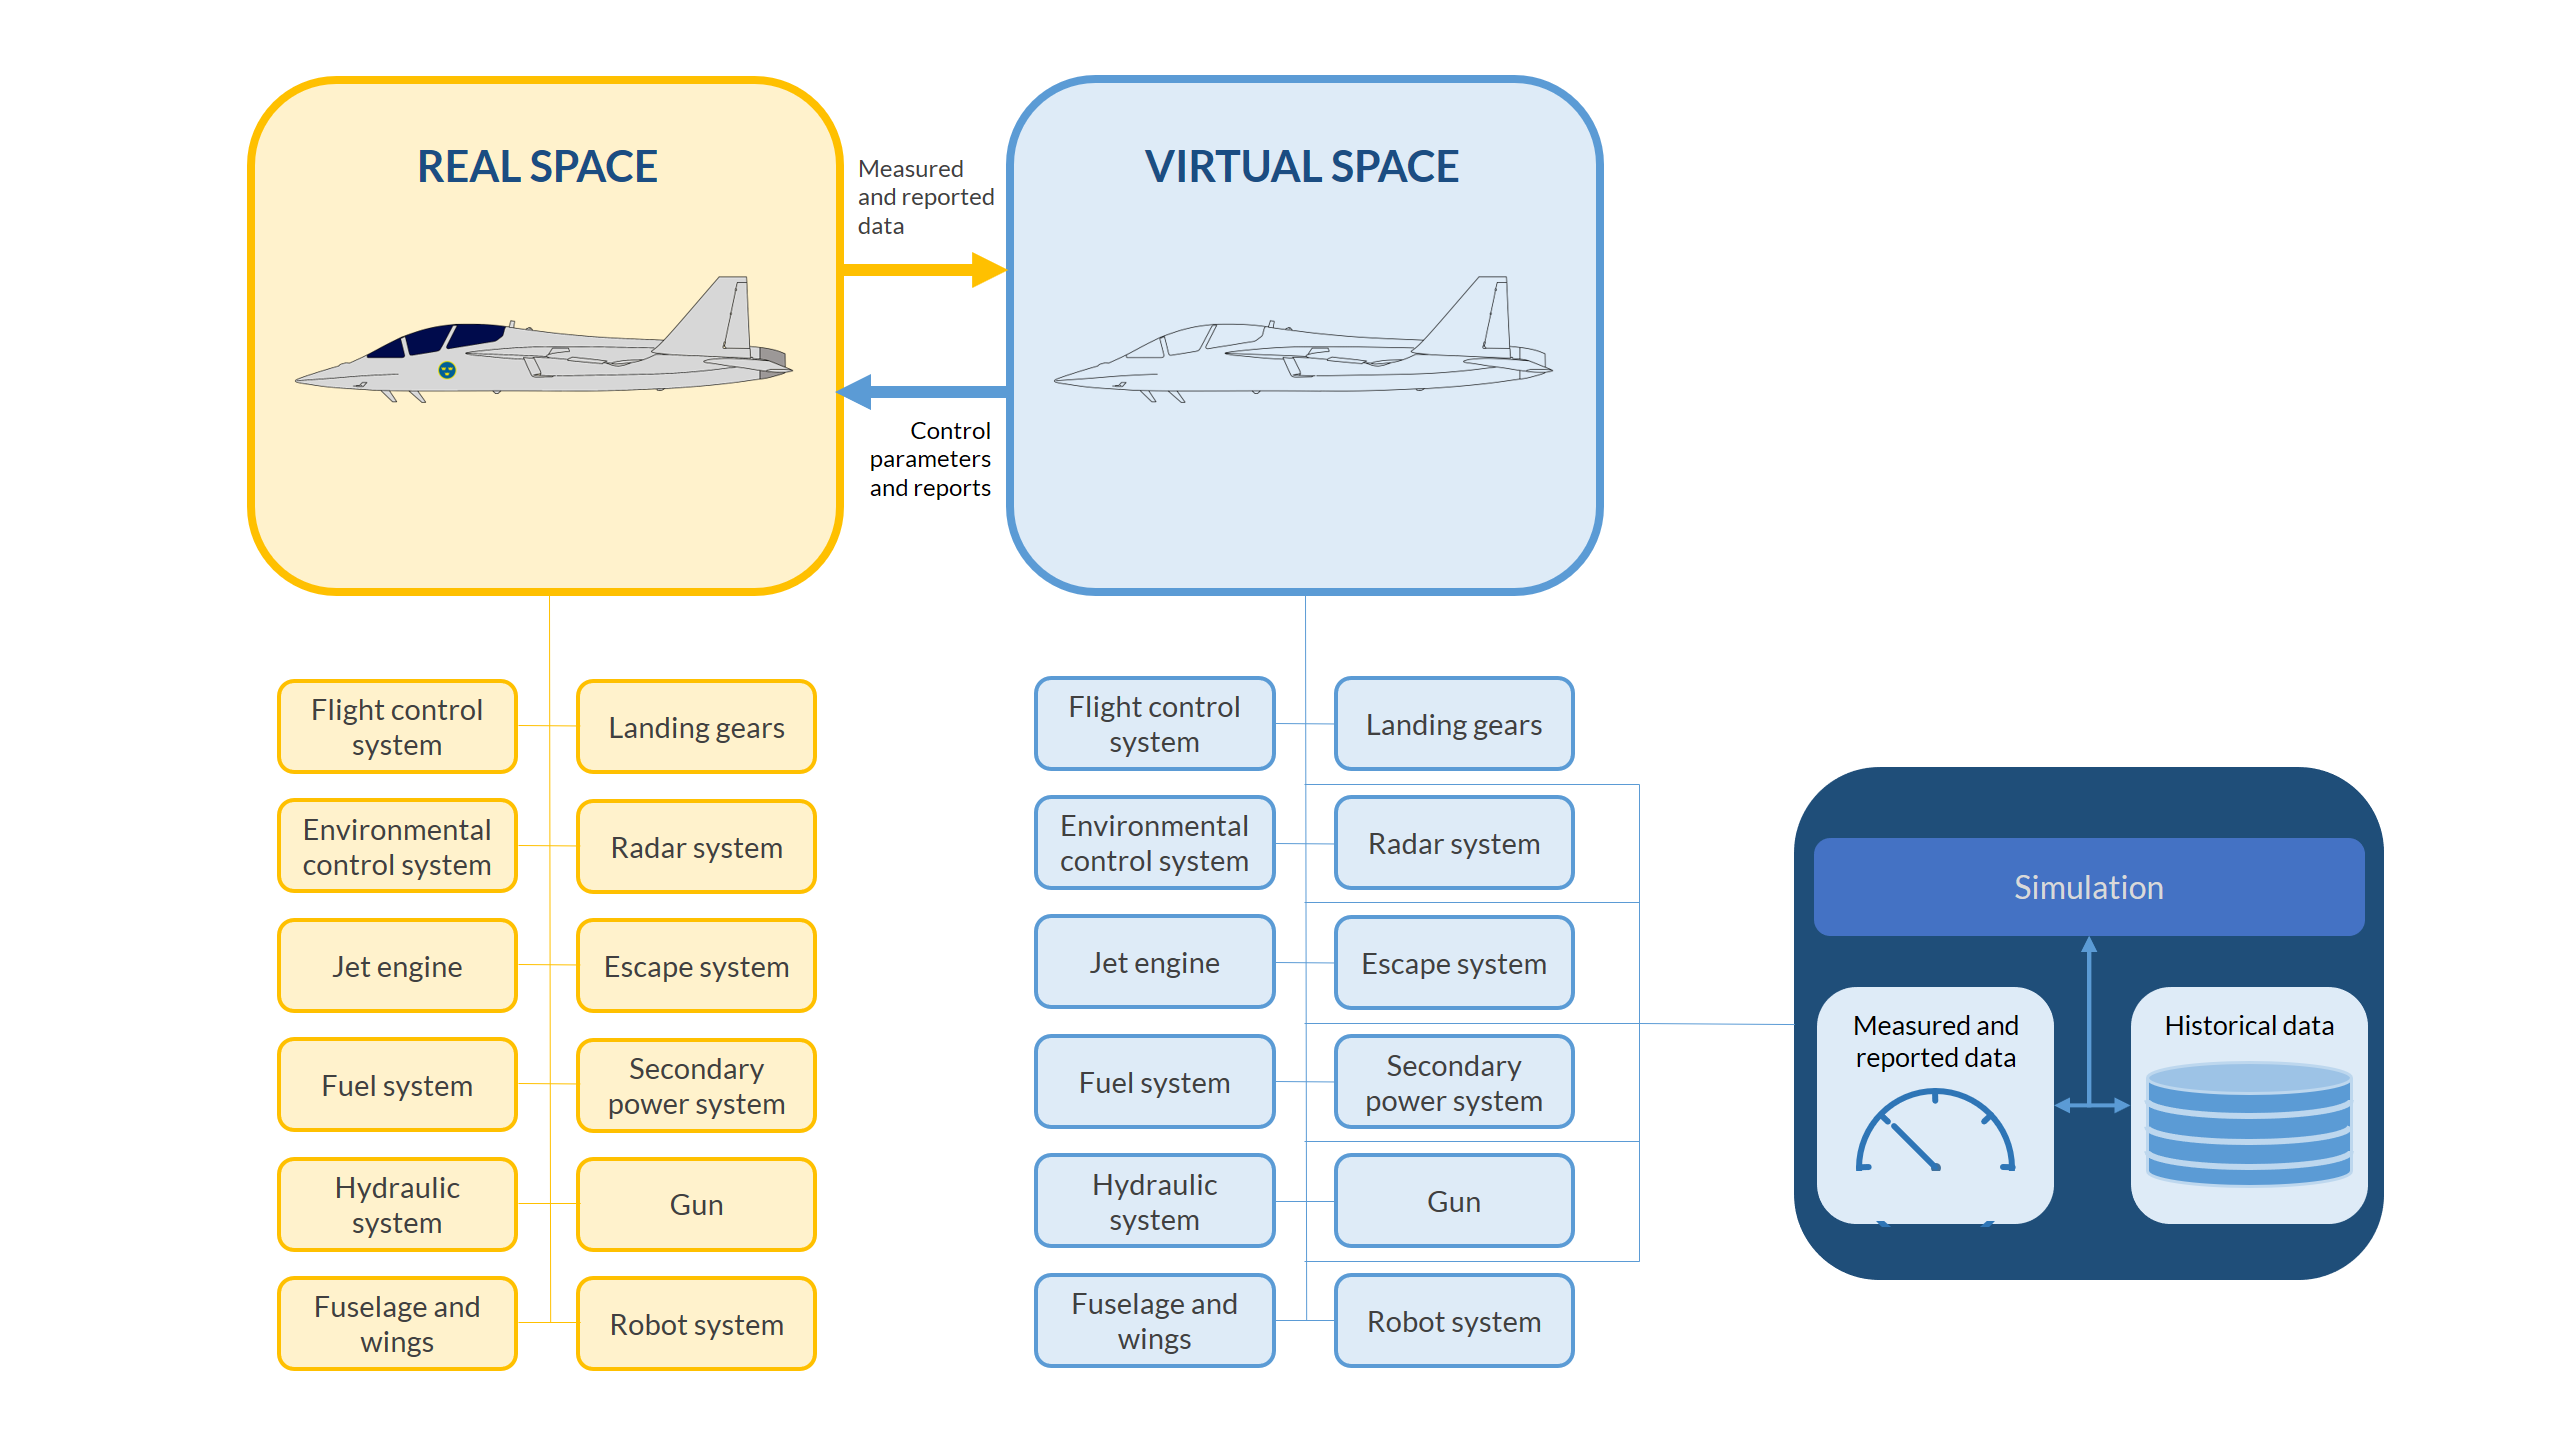 REAL SPACE
Measured
and reported
data
VIRTUAL SPACE
Control
parameters
and reports
Flight control
system
Landing gears
Environmental
control system
Radar system
Jet engine
Escape system
Fuel system
Secondary
power system
Hydraulic
system
Gun
Fuselage and
wings
Robot system
Flight control
system
Landing gears
Environmental
control system
Radar system
Jet engine
Escape system
Fuel system
Secondary
power system
Hydraulic
system
Gun
Fuselage and
wings
Robot system
Simulation
Measured and
reported data
Historical data